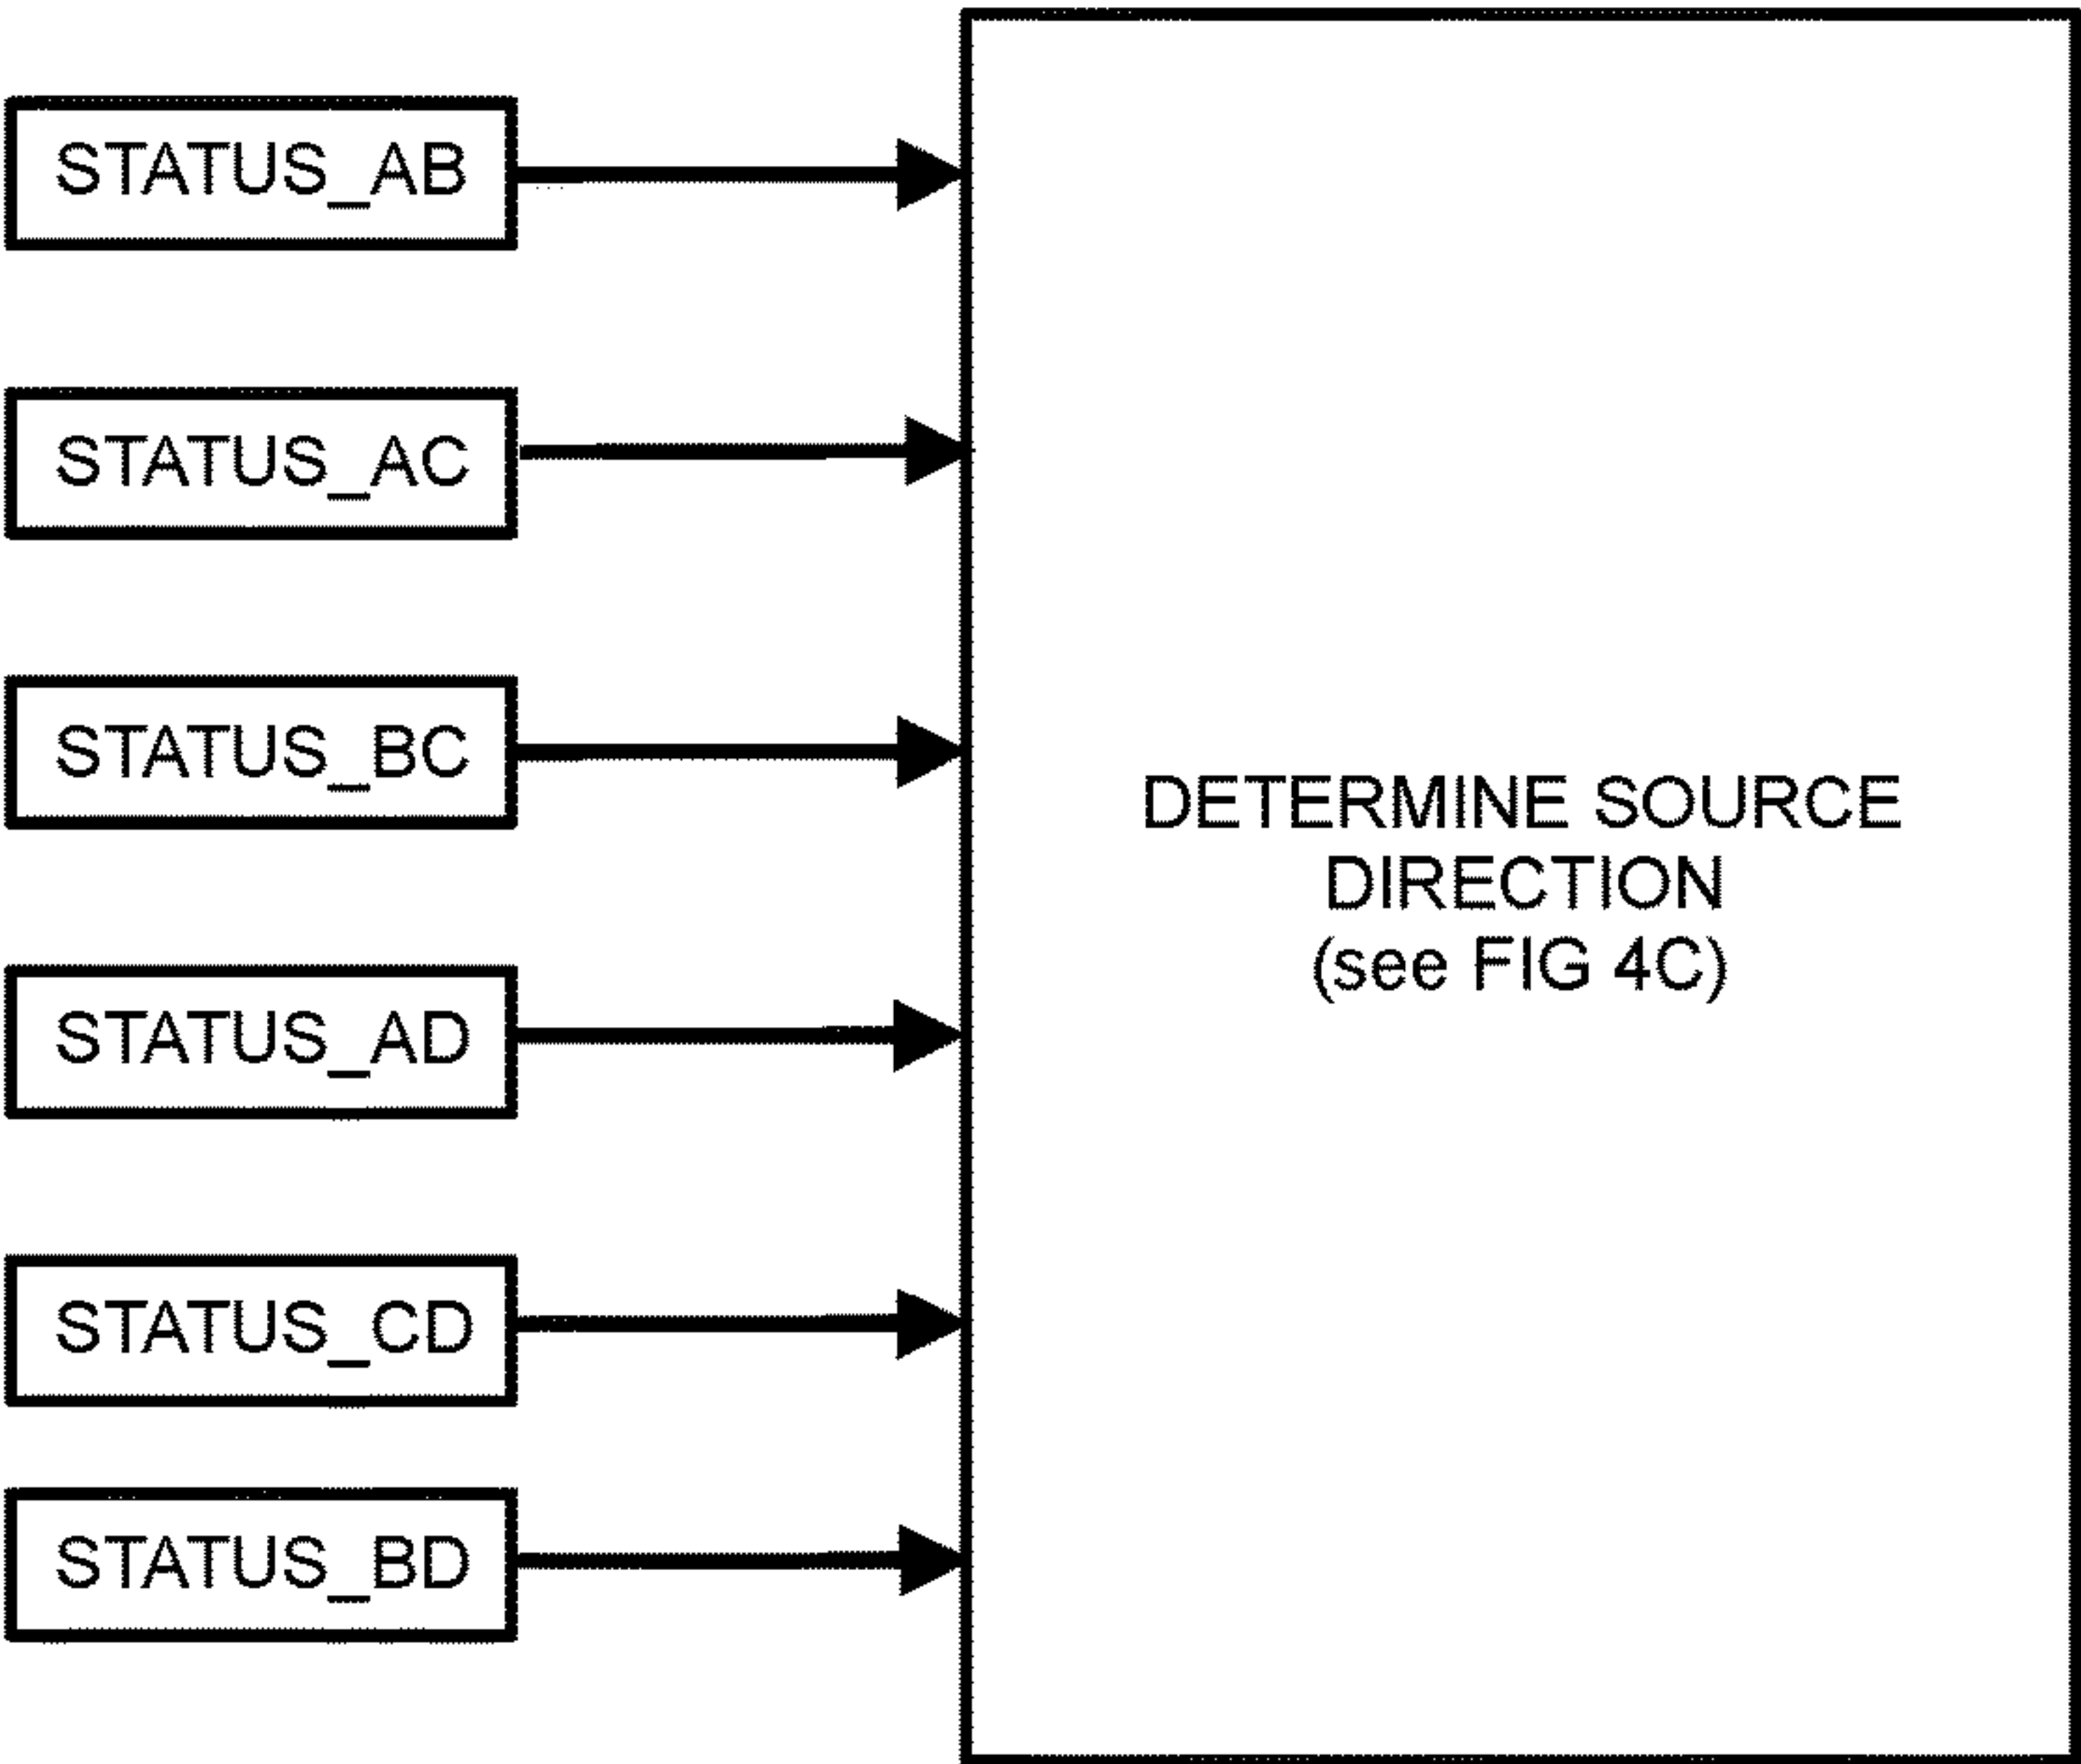 STATUS_AB
STATUS_AC
STATUS_BC
STATUS_AD
STATUS_CD
STATUS_BD
DETERMINE SOURCE
DIRECTION
(see FIG 4C)